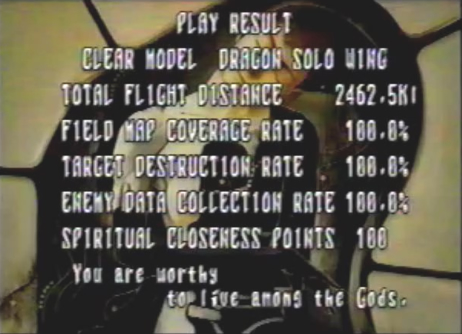 PLAY RESULT
CLEAR MODEL DRAGON SOLO WING
TOTAL FLIGHT DISTANCE 2462.5K
FIELD MAP COVERAGE RATE 100.0%
TARGET DESTRUCTION RATE 100.0%
ENEMY DATA COLLECTION RATE 100.0%
SPIRITUAL CLOSENESS POINTS 100
You are worthy
to live among the Gods.